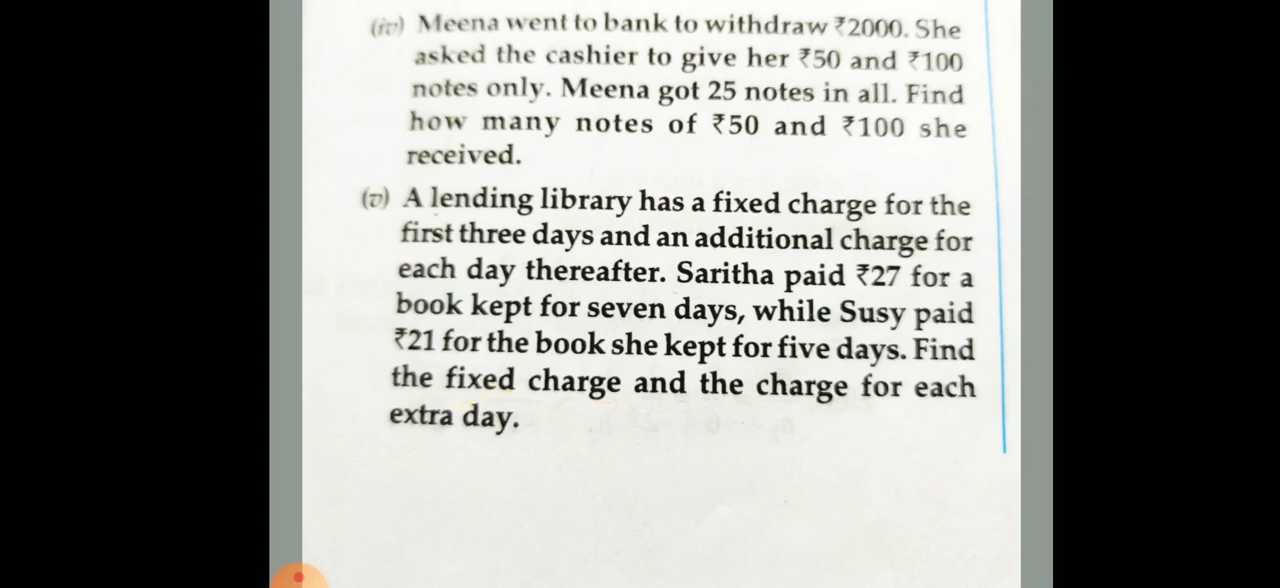 (iv) Meena went to bank to withdraw ₹2000. She
asked the cashier to give her ₹50 and ₹100
notes only. Meena got 25 notes in all. Find
how many notes of ₹50 and ₹100 she
received.
(v) A lending library has a fixed charge for the
first three days and an additional charge for
each day thereafter. Saritha paid ₹27 for a
book kept for seven days, while Susy paid
₹21 for the book she kept for five days. Find
the fixed charge and the charge for each
extra day.